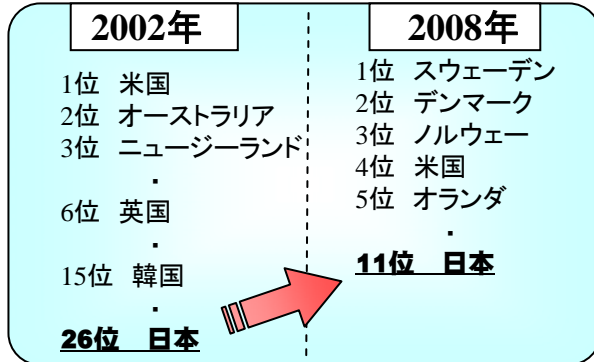 2002年
1位 米国
2位 オーストラリア
3位 ニュージーランド
・
6位 英国
・
15位 韓国
・
26位 日本
2008年
1位 スウェーデン
2位 デンマーク
3位 ノルウェー
4位 米国
5位 オランダ
・
11位 日本